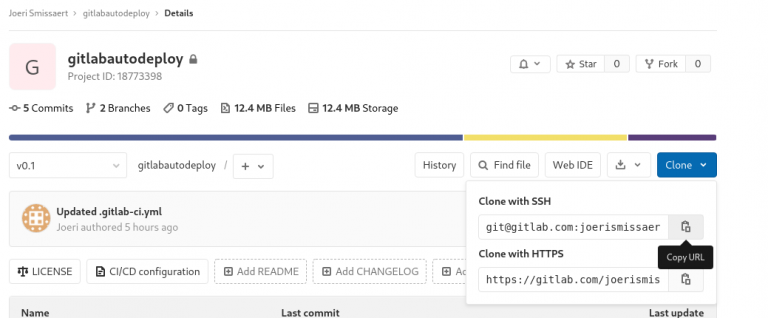 Joeri Smissaert > gitlabautodeploy > Details
G
gitlabautodeploy
Project ID: 18773398
Star 0
Fork 0
5 Commits 2 Branches 0 Tags 12.4 MB Files 12.4 MB Storage
v0.1
gitlabautodeploy / +
History
Find file
Web IDE
Clone
Updated .gitlab-ci.yml
Joeri authored 5 hours ago
Clone with SSH
git@gitlab.com:joerismissaer
Clone with HTTPS
Copy URL
https://gitlab.com/joerismis
LICENSE
CI/CD configuration
Add README
Add CHANGELOG
Name Last commit Last update